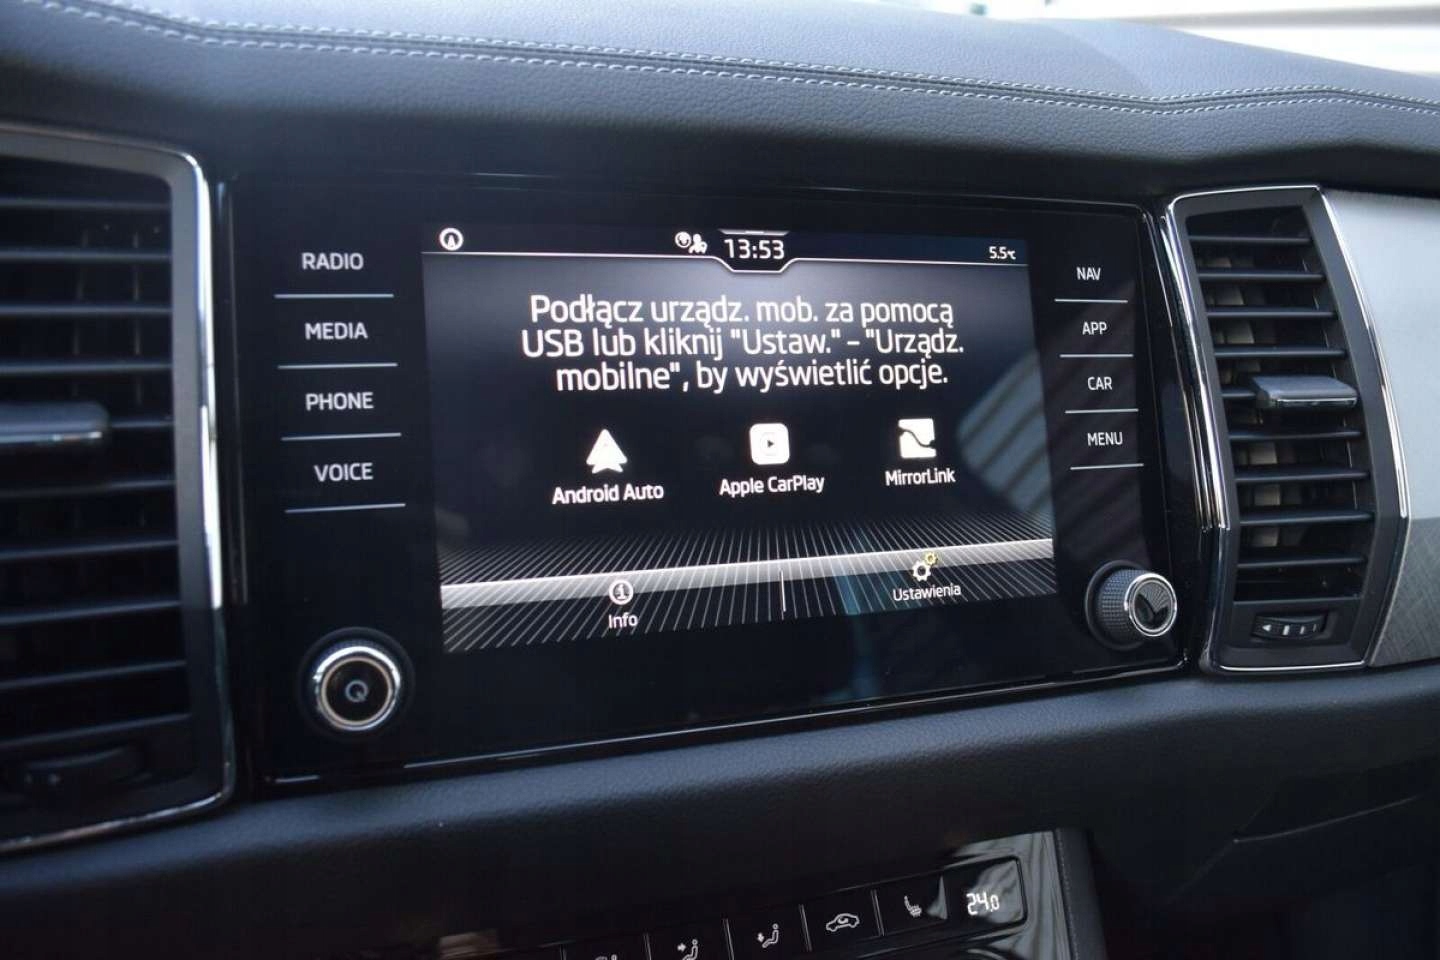 13:53
5.5°C
RADIO
MEDIA
PHONE
VOICE
Podłącz urządz. mob. za pomocą
USB lub kliknij "Ustaw." - "Urządz.
mobilne", by wyświetlić opcje.
Android Auto
Apple CarPlay
MirrorLink
Info
Ustawienia
NAV
APP
CAR
MENU
24.0